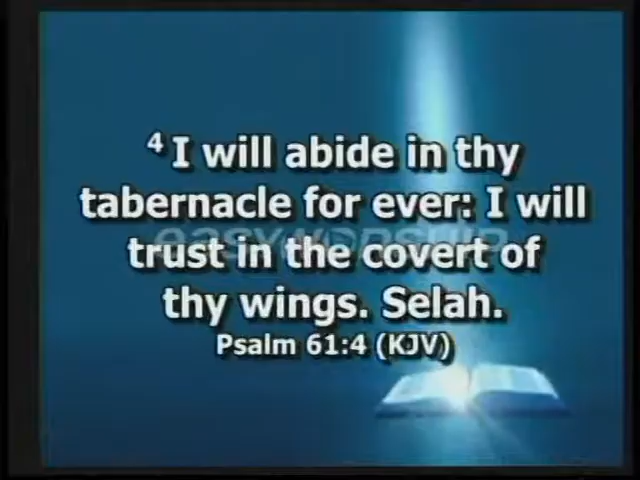 4 I will abide in thy
tabernacle for ever: I will
trust in the covert of
thy wings. Selah.
Psalm 61:4 (KJV)
EASYWORSHIP